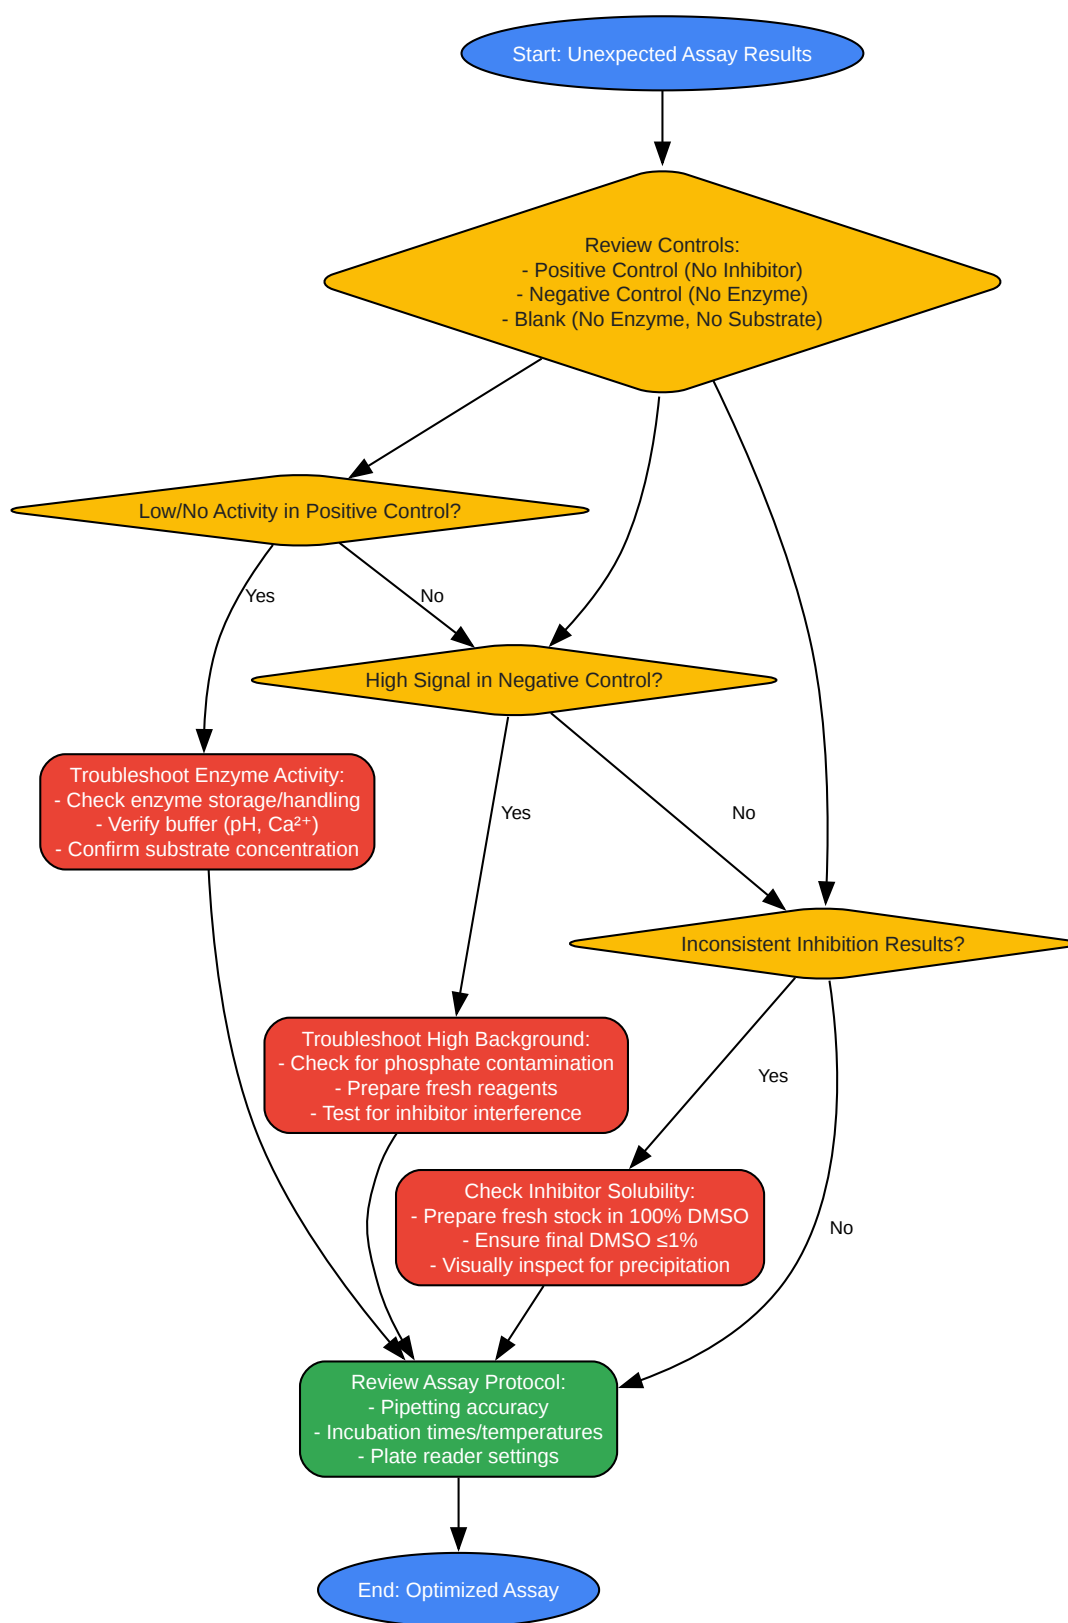 Start: Unexpected Assay Results
Review Controls:
- Positive Control (No Inhibitor)
- Negative Control (No Enzyme)
- Blank (No Enzyme, No Substrate)
Low/No Activity in Positive Control?
Yes
No
High Signal in Negative Control?
Troubleshoot Enzyme Activity:
- Check enzyme storage/handling
- Verify buffer (pH, Ca²⁺)
- Confirm substrate concentration
Yes
No
Inconsistent Inhibition Results?
Troubleshoot High Background:
- Check for phosphate contamination
- Prepare fresh reagents
- Test for inhibitor interference
Yes
Check Inhibitor Solubility:
- Prepare fresh stock in 100% DMSO
- Ensure final DMSO ≤1%
- Visually inspect for precipitation
No
Review Assay Protocol:
- Pipetting accuracy
- Incubation times/temperatures
- Plate reader settings
End: Optimized Assay